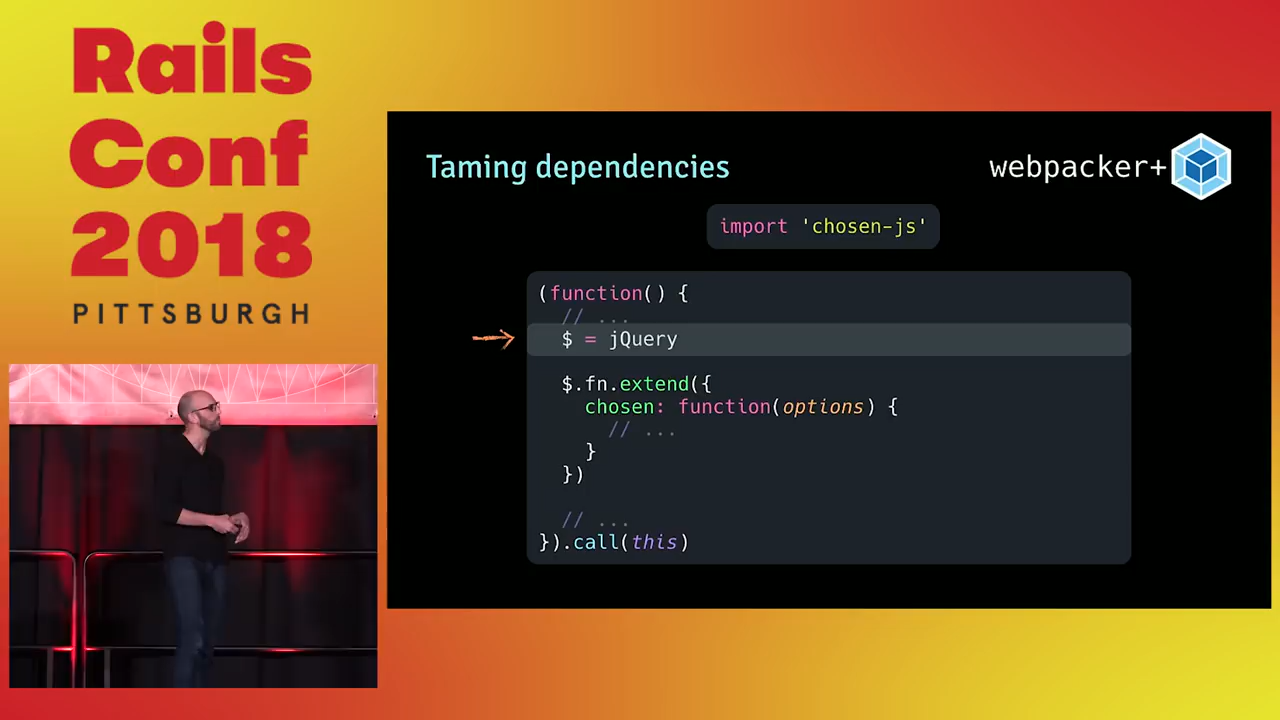 Rails
Conf
2018
PITTSBURGH
Taming dependencies
webpacker+
import 'chosen-js'
(function() {
// ...
$ = jQuery
$.fn.extend({
chosen: function(options) {
// ...
}
})
// ...
}).call(this)